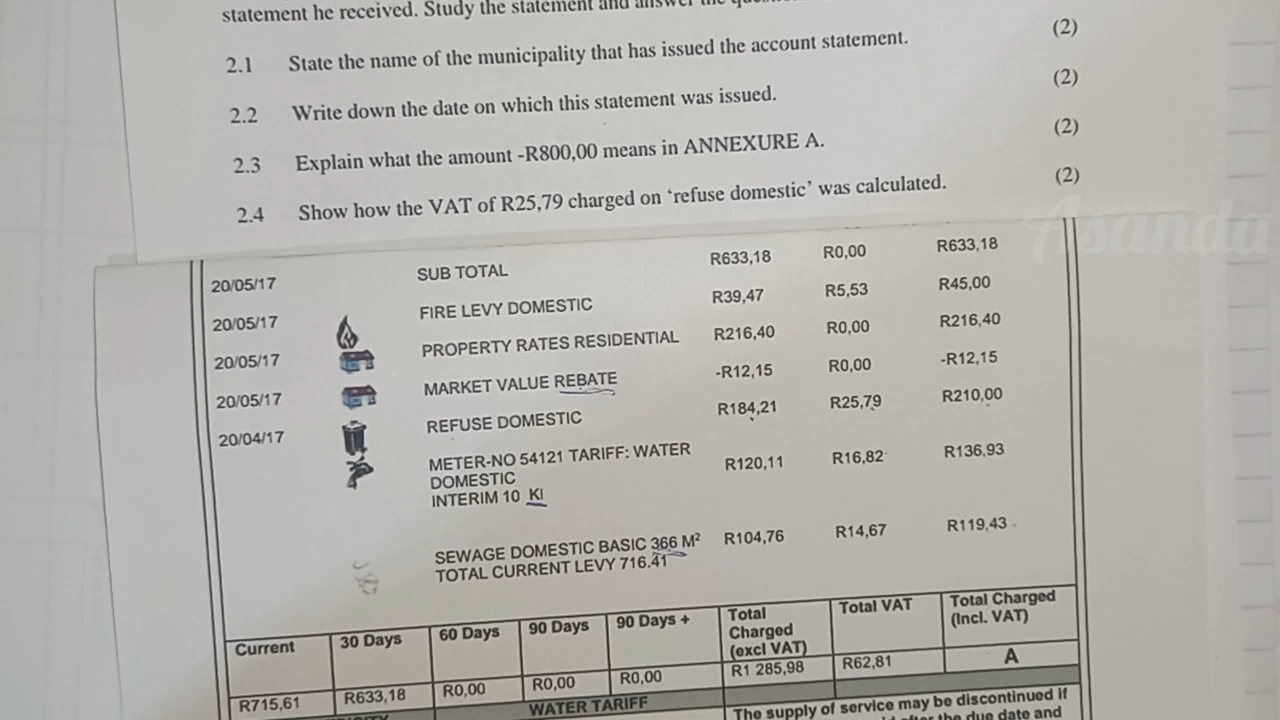 statement he received. Study the statement and answer the
2.1 State the name of the municipality that has issued the account statement. (2)
2.2 Write down the date on which this statement was issued. (2)
2.3 Explain what the amount -R800,00 means in ANNEXURE A. (2)
2.4 Show how the VAT of R25,79 charged on ‘refuse domestic’ was calculated. (2)
Asanda
20/05/17 SUB TOTAL R633,18 R0,00 R633,18
20/05/17 FIRE LEVY DOMESTIC R39,47 R5,53 R45,00
20/05/17 PROPERTY RATES RESIDENTIAL R216,40 R0,00 R216,40
20/05/17 MARKET VALUE REBATE -R12,15 R0,00 -R12,15
20/04/17 REFUSE DOMESTIC R184,21 R25,79 R210,00
METER-NO 54121 TARIFF: WATER R120,11 R16,82 R136,93
DOMESTIC
INTERIM 10 Kl
SEWAGE DOMESTIC BASIC 366 M² R104,76 R14,67 R119,43
TOTAL CURRENT LEVY 716.41
Current 30 Days 60 Days 90 Days 90 Days + Total Total VAT Total Charged
Charged (Incl. VAT)
(excl VAT)
R715,61 R633,18 R0,00 R0,00 R0,00 R1 285,98 R62,81 A
WATER TARIFF
The supply of service may be discontinued if
the due date and